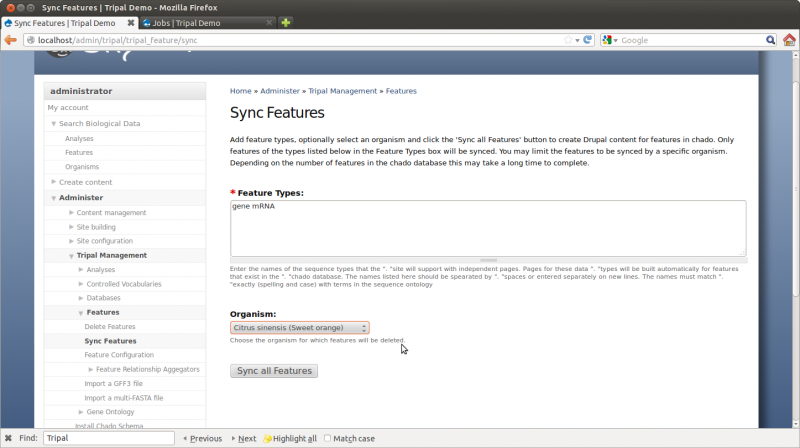 Sync Features | Tripal Demo - Mozilla Firefox
Sync Features | Tripal Demo
Jobs | Tripal Demo
localhost/admin/tripal/tripal_feature/sync
Google
administrator
My account
Search Biological Data
Analyses
Features
Organisms
Create content
Administer
Content management
Site building
Site configuration
Tripal Management
Analyses
Controlled Vocabularies
Databases
Features
Delete Features
Sync Features
Feature Configuration
Feature Relationship Aggegators
Import a GFF3 file
Import a multi-FASTA file
Gene Ontology
Install Chado Schema
Home » Administer » Tripal Management » Features
Sync Features
Add feature types, optionally select an organism and click the 'Sync all Features' button to create Drupal content for features in chado. Only
features of the types listed below in the Feature Types box will be synced. You may limit the features to be synced by a specific organism.
Depending on the number of features in the chado database this may take a long time to complete.
* Feature Types:
gene mRNA
Enter the names of the sequence types that the ". "site will support with independent pages. Pages for these data ". "types will be built automatically for features
that exist in the ". "chado database. The names listed here should be spearated by ". "spaces or entered separately on new lines. The names must match ".
"exactly (spelling and case) with terms in the sequence ontology
Organism:
Citrus sinensis (Sweet orange)
Choose the organism for which features will be deleted.
Sync all Features
Find: Tripal Previous Next Highlight all Match case